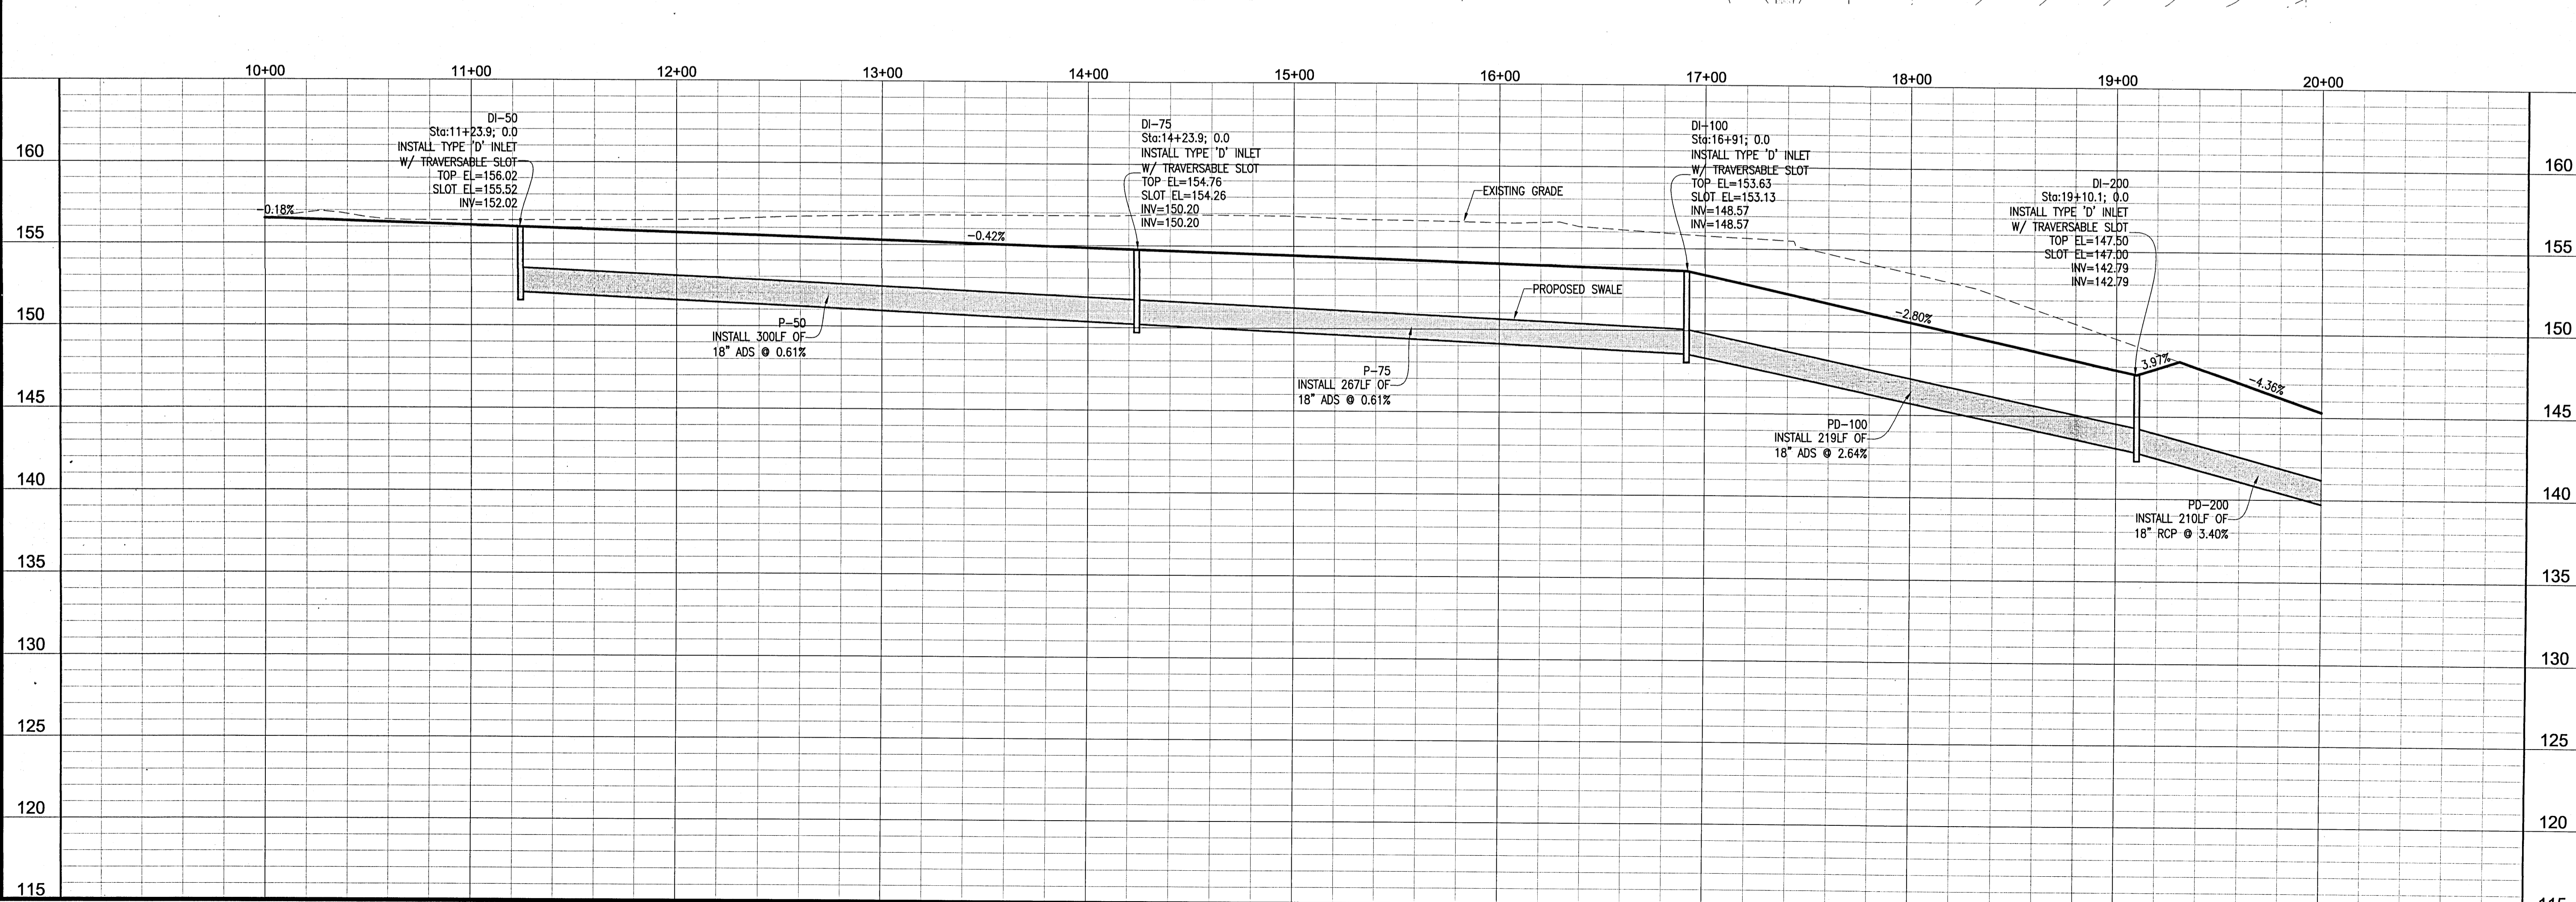 10+00 11+00 12+00 13+00 14+00 15+00 16+00 17+00 18+00 19+00 20+00
DI-50
Sta:11+23.9; 0.0
INSTALL TYPE 'D' INLET
W/ TRAVERSABLE SLOT
TOP EL=156.02
SLOT EL=155.52
INV=152.02
DI-75
Sta:14+23.9; 0.0
INSTALL TYPE 'D' INLET
W/ TRAVERSABLE SLOT
TOP EL=154.76
SLOT EL=154.26
INV=150.20
INV=150.20
DI-100
Sta:16+91; 0.0
INSTALL TYPE 'D' INLET
W/ TRAVERSABLE SLOT
TOP EL=153.63
SLOT EL=153.13
INV=148.57
INV=148.57
DI-200
Sta:19+10.1; 0.0
INSTALL TYPE 'D' INLET
W/ TRAVERSABLE SLOT
TOP EL=147.50
SLOT EL=147.00
INV=142.79
INV=142.79
EXISTING GRADE
-0.18%
-0.42%
PROPOSED SWALE
-2.80%
3.97%
-4.36%
P-50
INSTALL 300LF OF
18" ADS @ 0.61%
P-75
INSTALL 267LF OF
18" ADS @ 0.61%
PD-100
INSTALL 219LF OF
18" ADS @ 2.64%
PD-200
INSTALL 210LF OF
18" RCP @ 3.40%
160
155
150
145
140
135
130
125
120
115
160
155
150
145
140
135
130
125
120